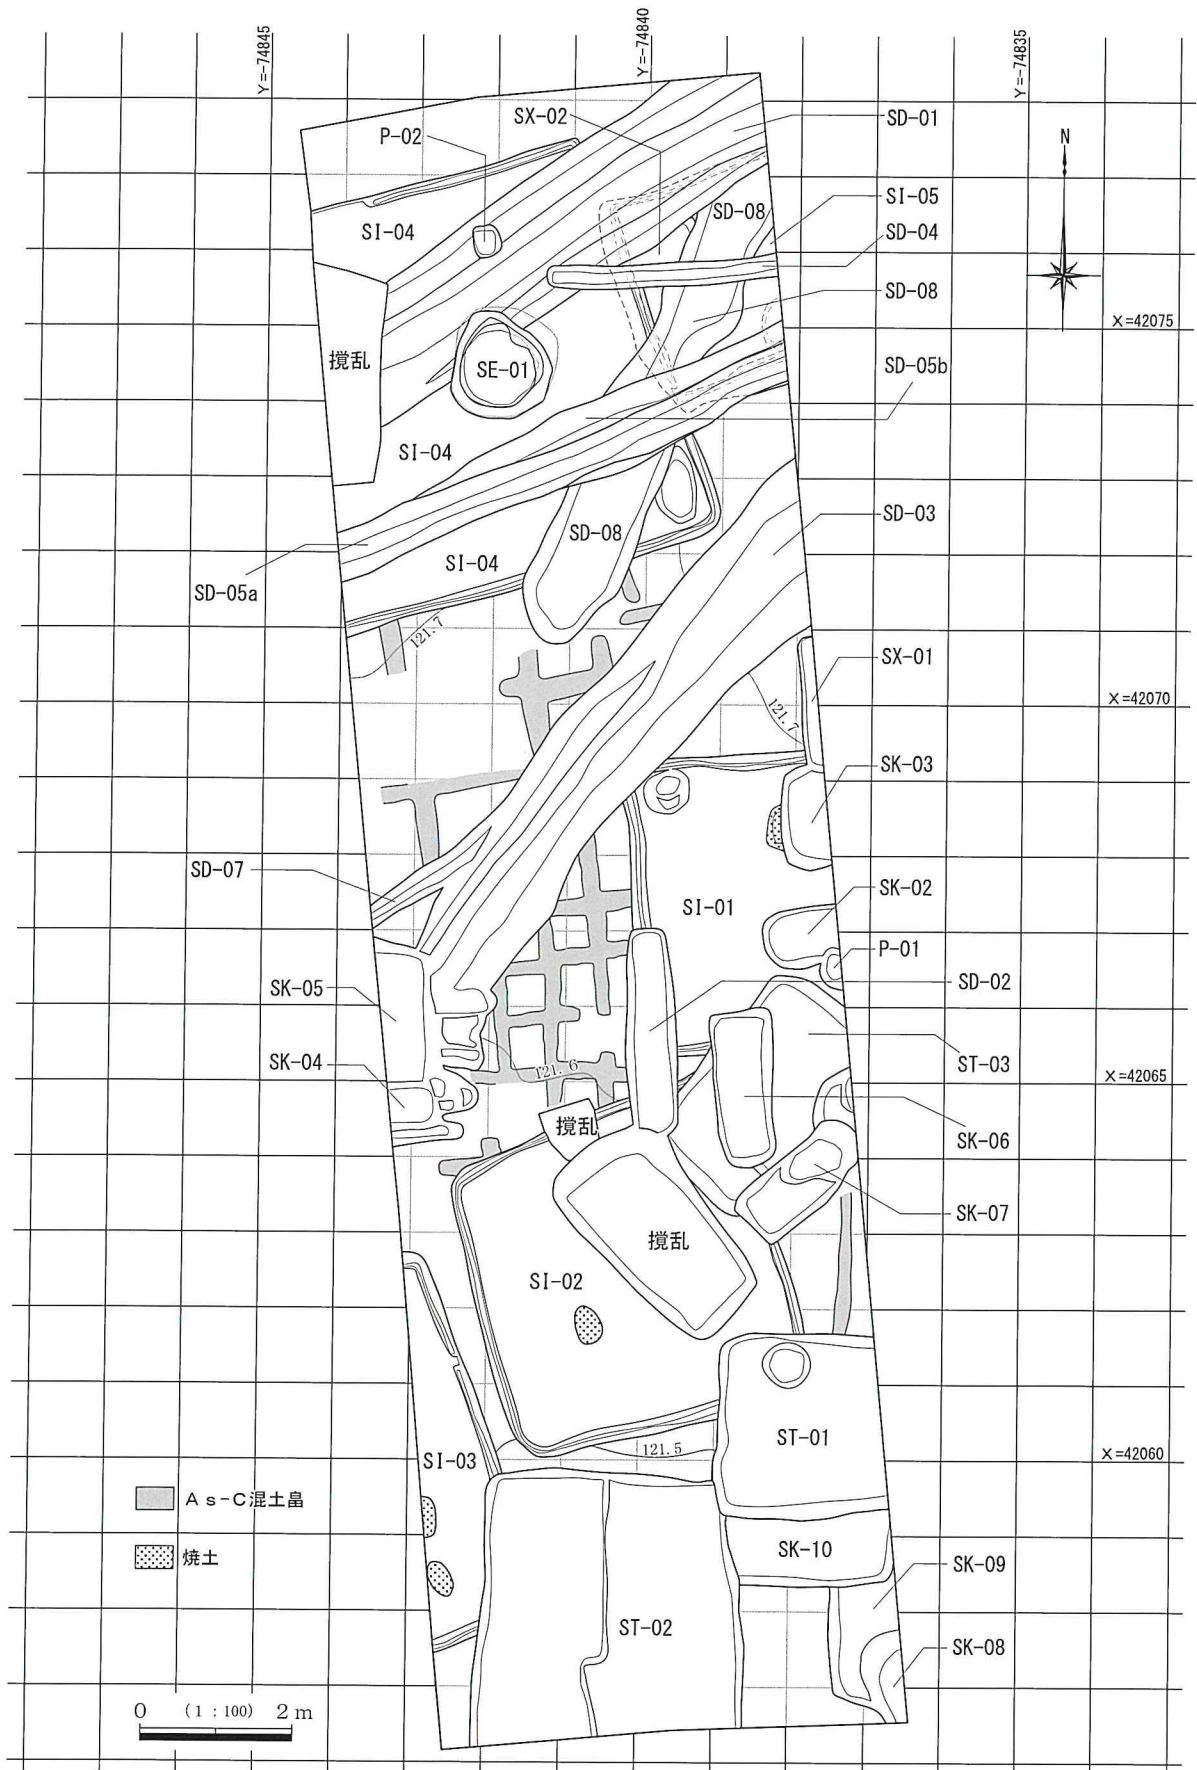 Y=-74845
Y=-74840
Y=-74835
SX-02
P-02
SD-01
N
SI-04
SD-08
SI-05
SD-04
SD-08
X=42075
撹乱
SE-01
SD-05b
SI-04
SD-03
SD-08
SI-04
SD-05a
121.7
SX-01
121.7
X=42070
SK-03
SD-07
SK-02
SI-01
P-01
SK-05
SD-02
SK-04
121.6
ST-03
X=42065
撹乱
SK-06
SK-07
撹乱
SI-02
ST-01
121.5
SI-03
X=42060
As-C混土畠
SK-10
焼土
SK-09
ST-02
SK-08
0 (1:100) 2m